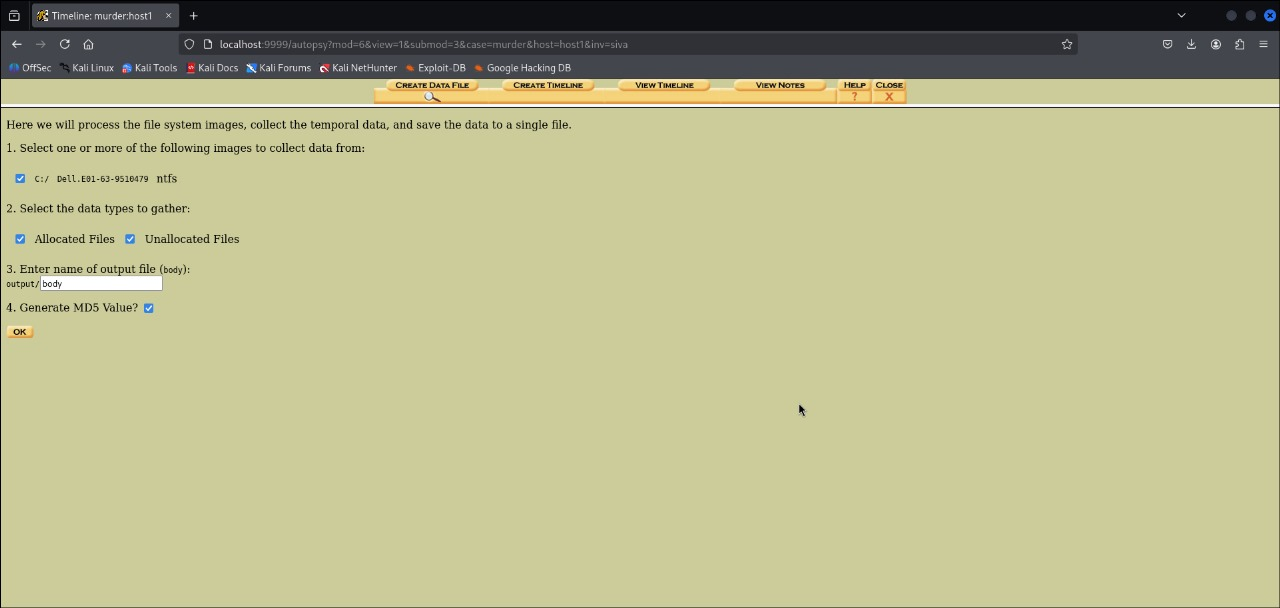 Timeline: murder:host1
localhost:9999/autopsy?mod=6&view=1&submod=3&case=murder&host=host1&inv=siva
OffSec Kali Linux Kali Tools Kali Docs Kali Forums Kali NetHunter Exploit-DB Google Hacking DB
CREATE DATA FILE CREATE TIMELINE VIEW TIMELINE VIEW NOTES HELP CLOSE
? X
Here we will process the file system images, collect the temporal data, and save the data to a single file.
1. Select one or more of the following images to collect data from:
C:/ Dell.E01-63-9510479 ntfs
2. Select the data types to gather:
Allocated Files Unallocated Files
3. Enter name of output file (body):
output/body
4. Generate MD5 Value?
OK